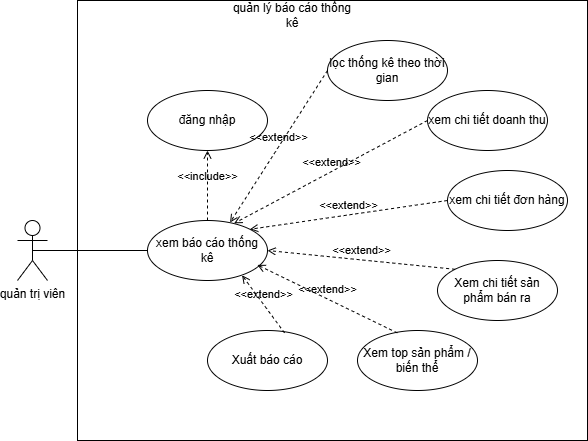 quản lý báo cáo thống
kê
lọc thống kê theo thời
gian
đăng nhập
<<extend>>
xem chi tiết doanh thu
<<extend>>
<<include>>
xem chi tiết đơn hàng
<<extend>>
xem báo cáo thống
kê
<<extend>>
quản trị viên
Xem chi tiết sản
phẩm bán ra
<<extend>>
<<extend>>
Xuất báo cáo
Xem top sản phẩm /
biến thể